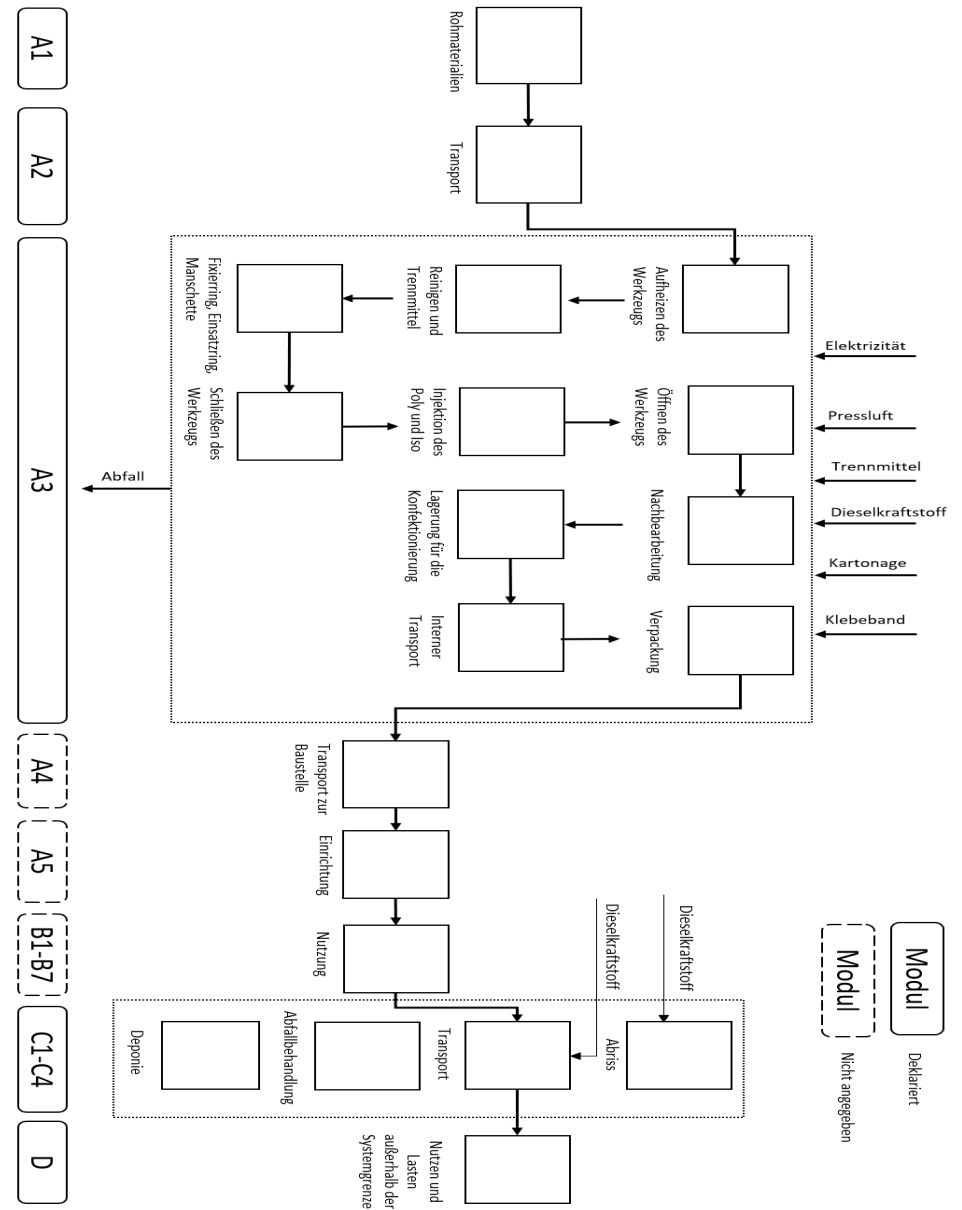 A1
A2
A3
A4
A5
B1-B7
C1-C4
D
Rohmaterialien
Transport
Aufheizen des
Werkzeugs
Reinigen und
Trennmittel
Fixierring, Einsatzring,
Manschette
Schließen des
Werkzeugs
Injektion des
Poly und Iso
Öffnen des
Werkzeugs
Nachbearbeitung
Lagerung für die
Konfektionierung
Interner
Transport
Verpackung
Elektrizität
Pressluft
Trennmittel
Dieselkraftstoff
Kartonage
Klebeband
Abfall
Transport zur
Baustelle
Einrichtung
Nutzung
Dieselkraftstoff
Dieselkraftstoff
Abriss
Transport
Abfallbehandlung
Deponie
Nutzen und
Lasten
außerhalb der
Systemgrenze
Modul
Deklariert
Modul
Nicht angegeben